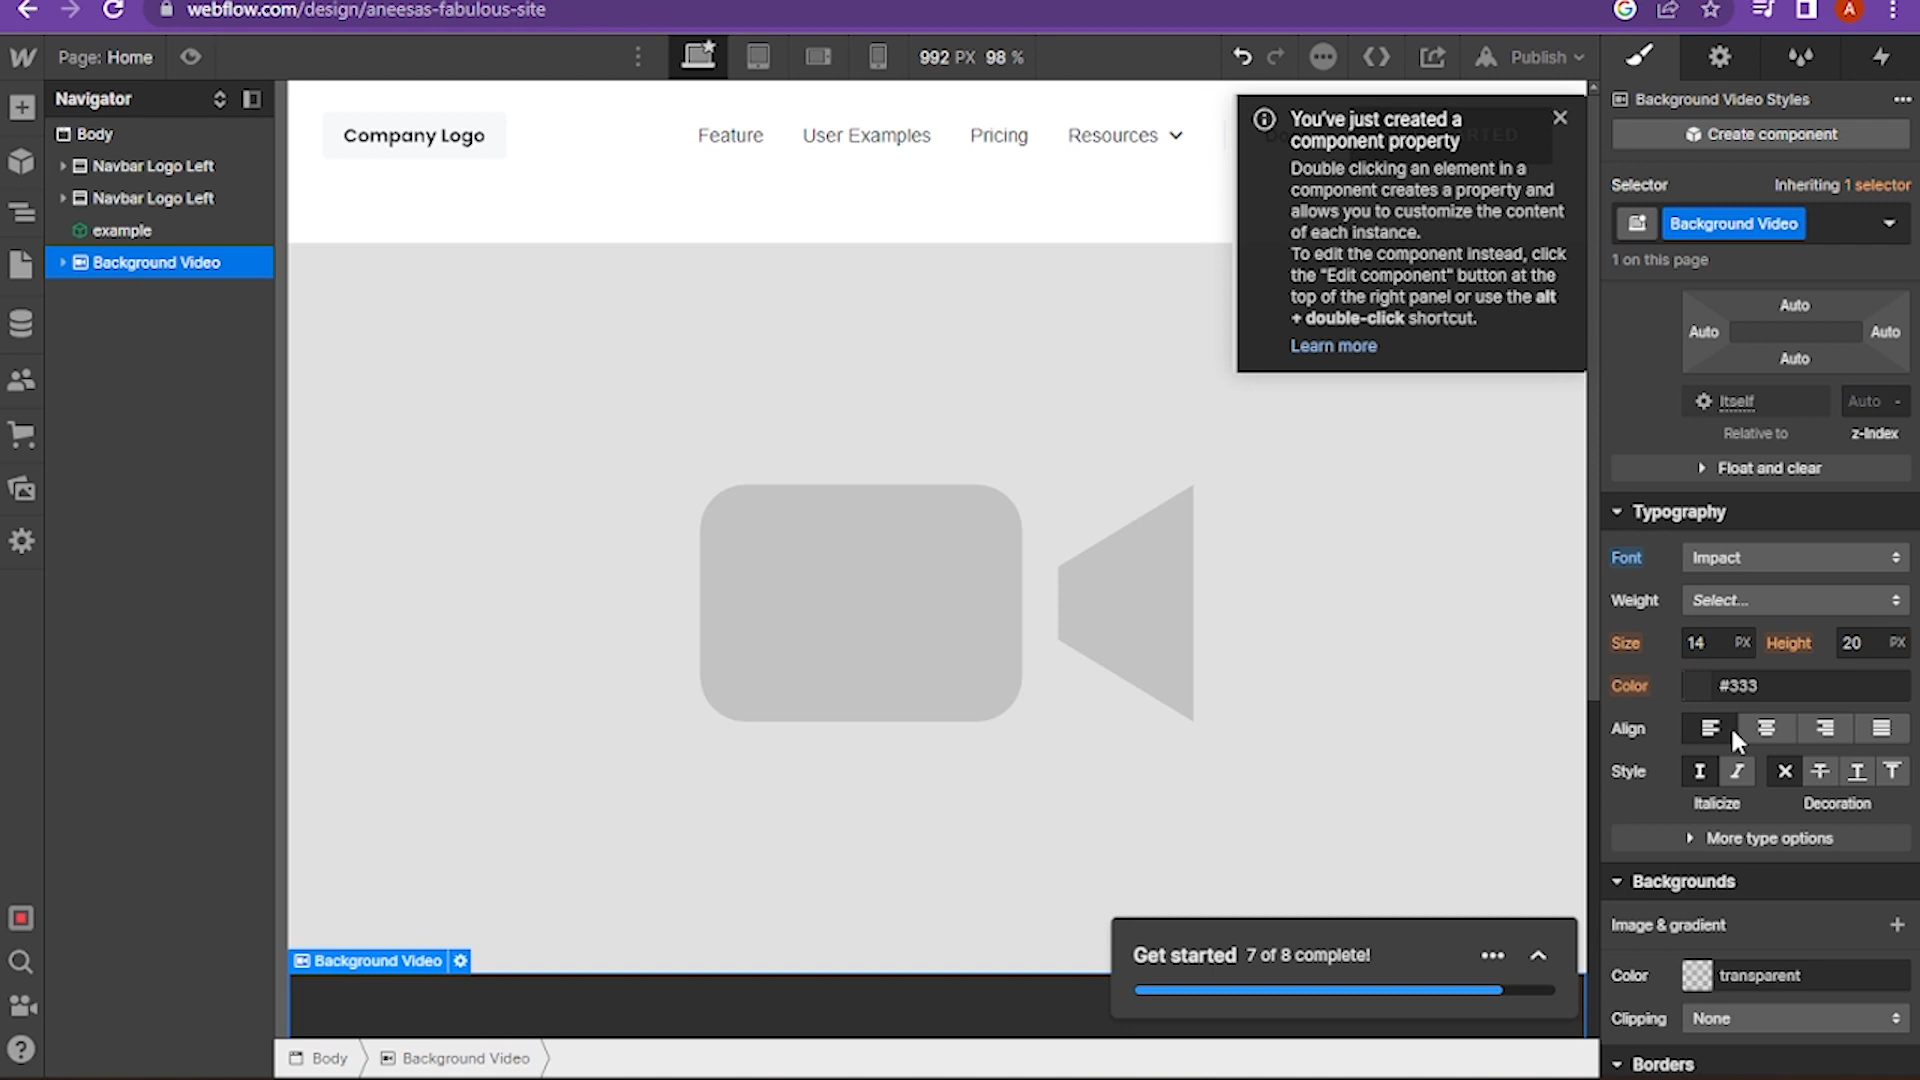 webflow.com/design/aneesas-fabulous-site
A
Page: Home
992 PX 98 %
Publish
Navigator
Body
Navbar Logo Left
Navbar Logo Left
example
Background Video
Company Logo
Feature
User Examples
Pricing
Resources
You've just created a
component property
Double clicking an element in a
component creates a property and
allows you to customize the content
of each instance.
To edit the component instead, click
the "Edit component" button at the
top of the right panel or use the alt
+ double-click shortcut.
Learn more
Background Video
Get started 7 of 8 complete!
Body
Background Video
Background Video Styles
Create component
Selector
Inheriting 1 selector
Background Video
1 on this page
Auto
Auto
Auto
Auto
Itself
Auto -
Relative to
z-Index
Float and clear
Typography
Font
Impact
Weight
Select...
Size
14 PX
Height
20 PX
Color
#333
Align
Style
Italicize
Decoration
More type options
Backgrounds
Image & gradient
Color
transparent
Clipping
None
Borders